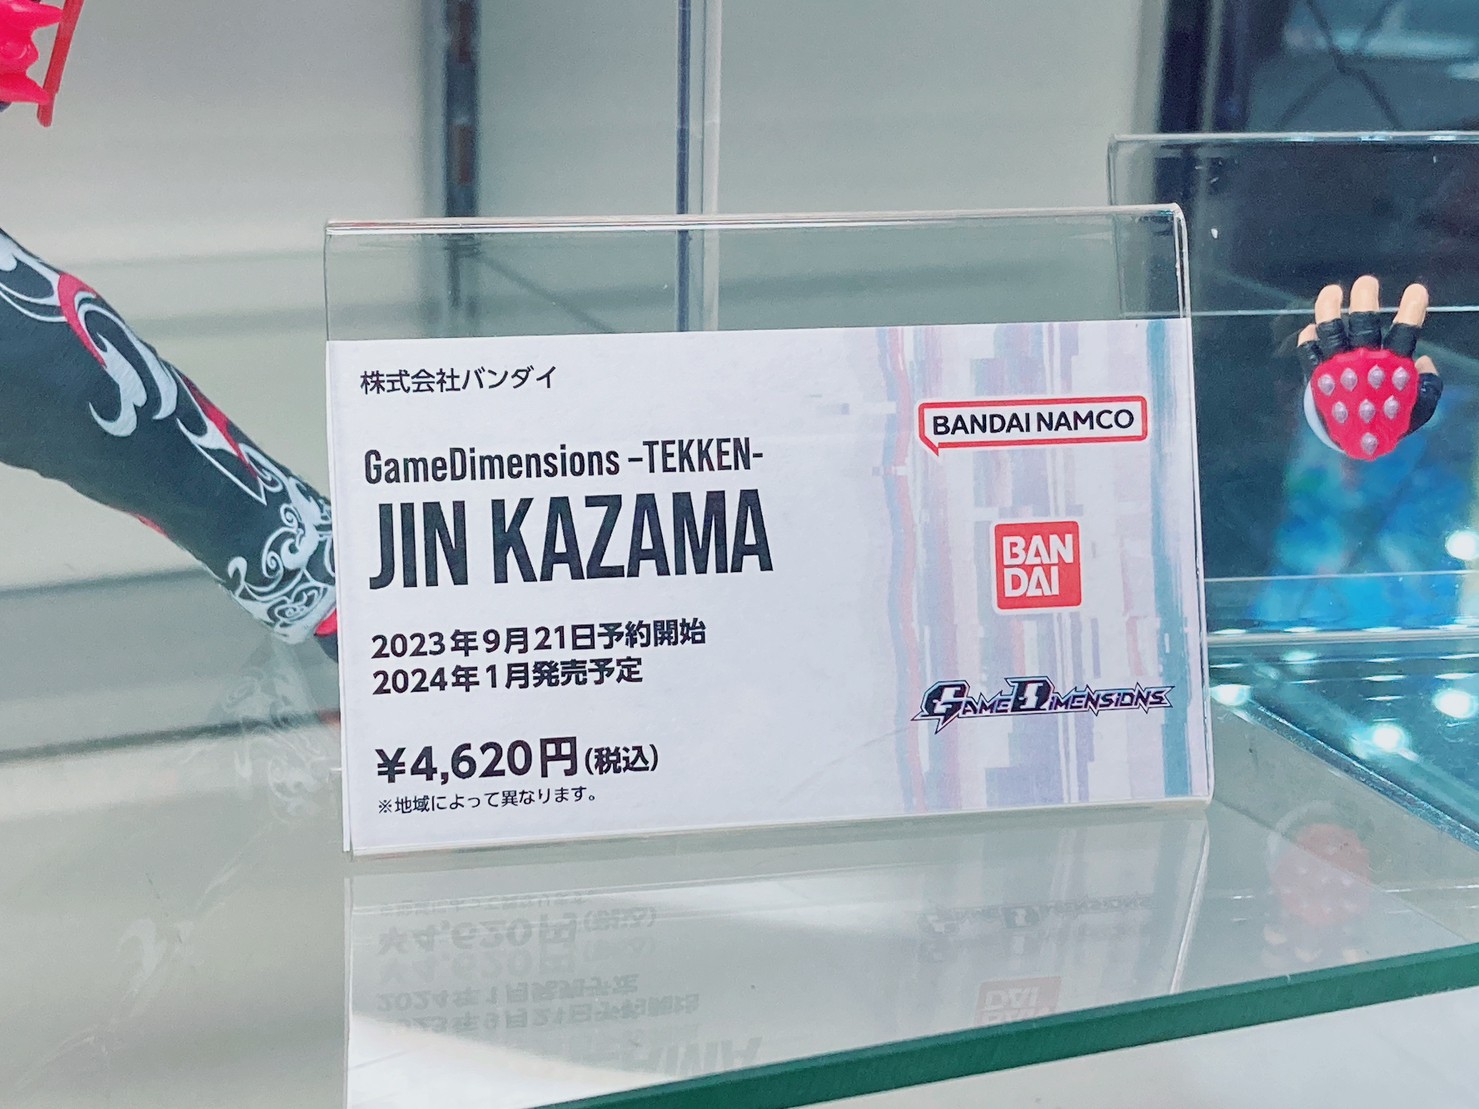 株式会社バンダイ
GameDimensions –TEKKEN-
JIN KAZAMA
2023年9月21日予約開始
2024年1月発売予定
¥4,620円(税込)
※地域によって異なります。
BANDAI NAMCO
BAN
DAI
GAMEDIMENSIONS